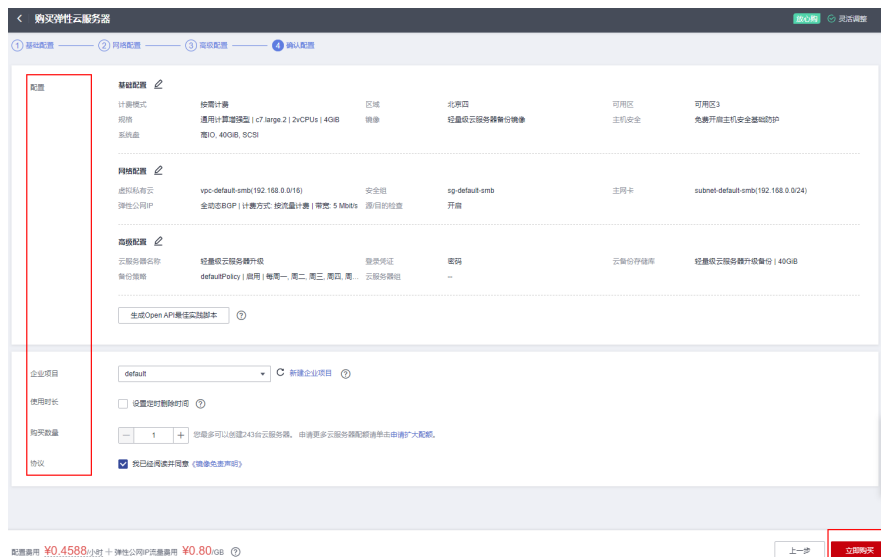 < 购买弹性云服务器 放心购 灵活调整
1 基础配置 2 网络配置 3 高级配置 4 确认配置
配置 基础配置
计费模式 按需计费 区域 北京四 可用区 可用区3
规格 通用计算增强型 | c7.large.2 | 2vCPUs | 4GiB 镜像 轻量级云服务器备份镜像 主机安全 免费开启主机安全基础防护
系统盘 高IO, 40GiB, SCSI
网络配置
虚拟私有云 vpc-default-smb(192.168.0.0/16) 安全组 sg-default-smb 主网卡 subnet-default-smb(192.168.0.0/24)
弹性公网IP 全动态BGP | 计费方式: 按流量计费 | 带宽: 5 Mbit/s 源/目的检查 开启
高级配置
云服务器名称 轻量级云服务器升级 登录凭证 密码 云备份存储库 轻量级云服务器升级备份 | 40GiB
备份策略 defaultPolicy | 启用 | 每周一, 周二, 周三, 周四, 周... 云服务器组 --
生成Open API最佳实践脚本 ?
企业项目 default C 新建企业项目 ?
使用时长 设置定时删除时间 ?
购买数量 — 1 + 您最多可以创建243台云服务器。 申请更多云服务器配额请单击申请扩大配额。
协议 我已经阅读并同意《镜像免责声明》
配置费用 ¥0.4588/小时 + 弹性公网IP流量费用 ¥0.80/GB ? 上一步 立即购买